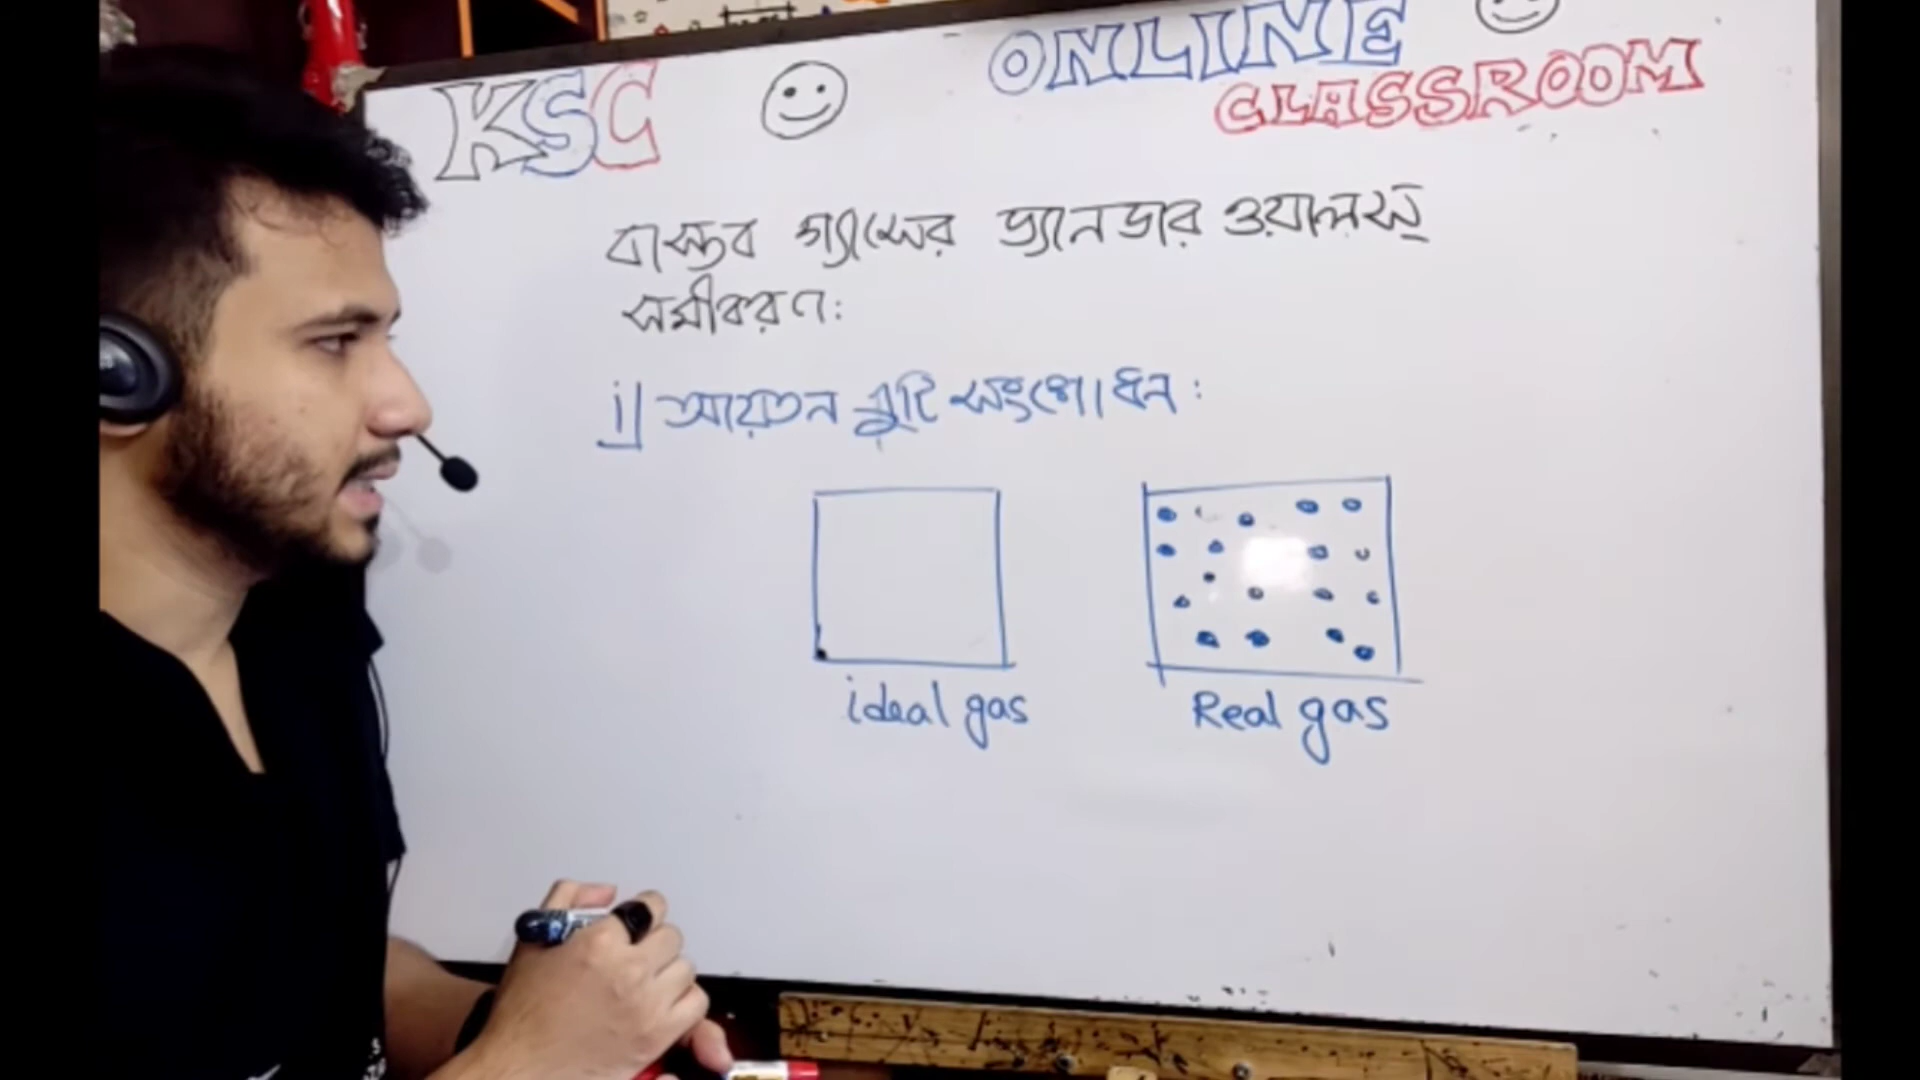 KSC ONLINE
CLASSROOM
বাস্তব গ্যাসের ভ্যানডার ওয়ালস্
সমীকরণ:
i) আয়তন ত্রুটি সংশোধন:
ideal gas
Real gas